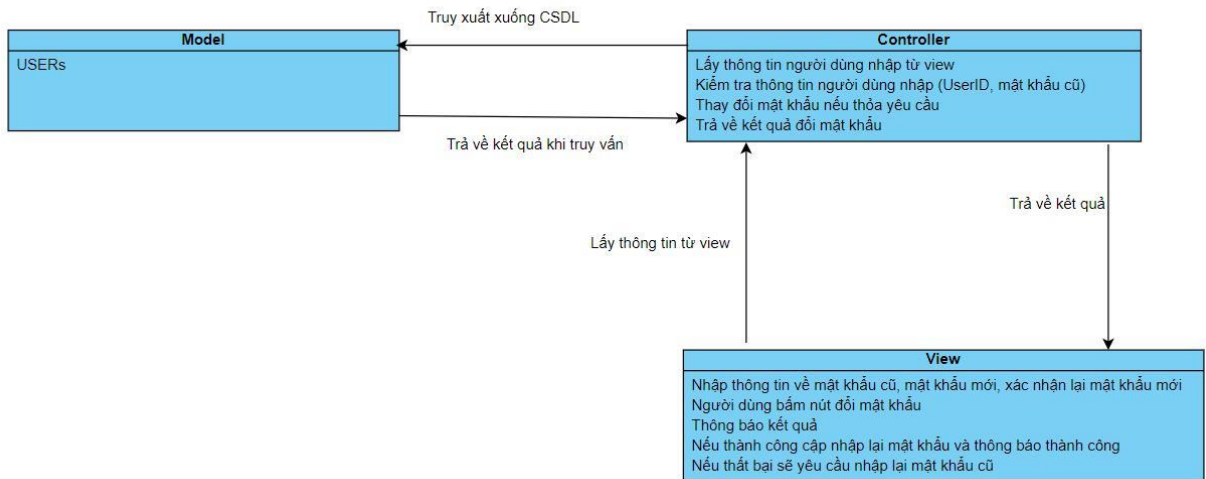 Truy xuất xuống CSDL
Model
USERs
Controller
Lấy thông tin người dùng nhập từ view
Kiểm tra thông tin người dùng nhập (UserID, mật khẩu cũ)
Thay đổi mật khẩu nếu thỏa yêu cầu
Trả về kết quả đổi mật khẩu
Trả về kết quả khi truy vấn
Trả về kết quả
Lấy thông tin từ view
View
Nhập thông tin về mật khẩu cũ, mật khẩu mới, xác nhận lại mật khẩu mới
Người dùng bấm nút đổi mật khẩu
Thông báo kết quả
Nếu thành công cập nhập lại mật khẩu và thông báo thành công
Nếu thất bại sẽ yêu cầu nhập lại mật khẩu cũ